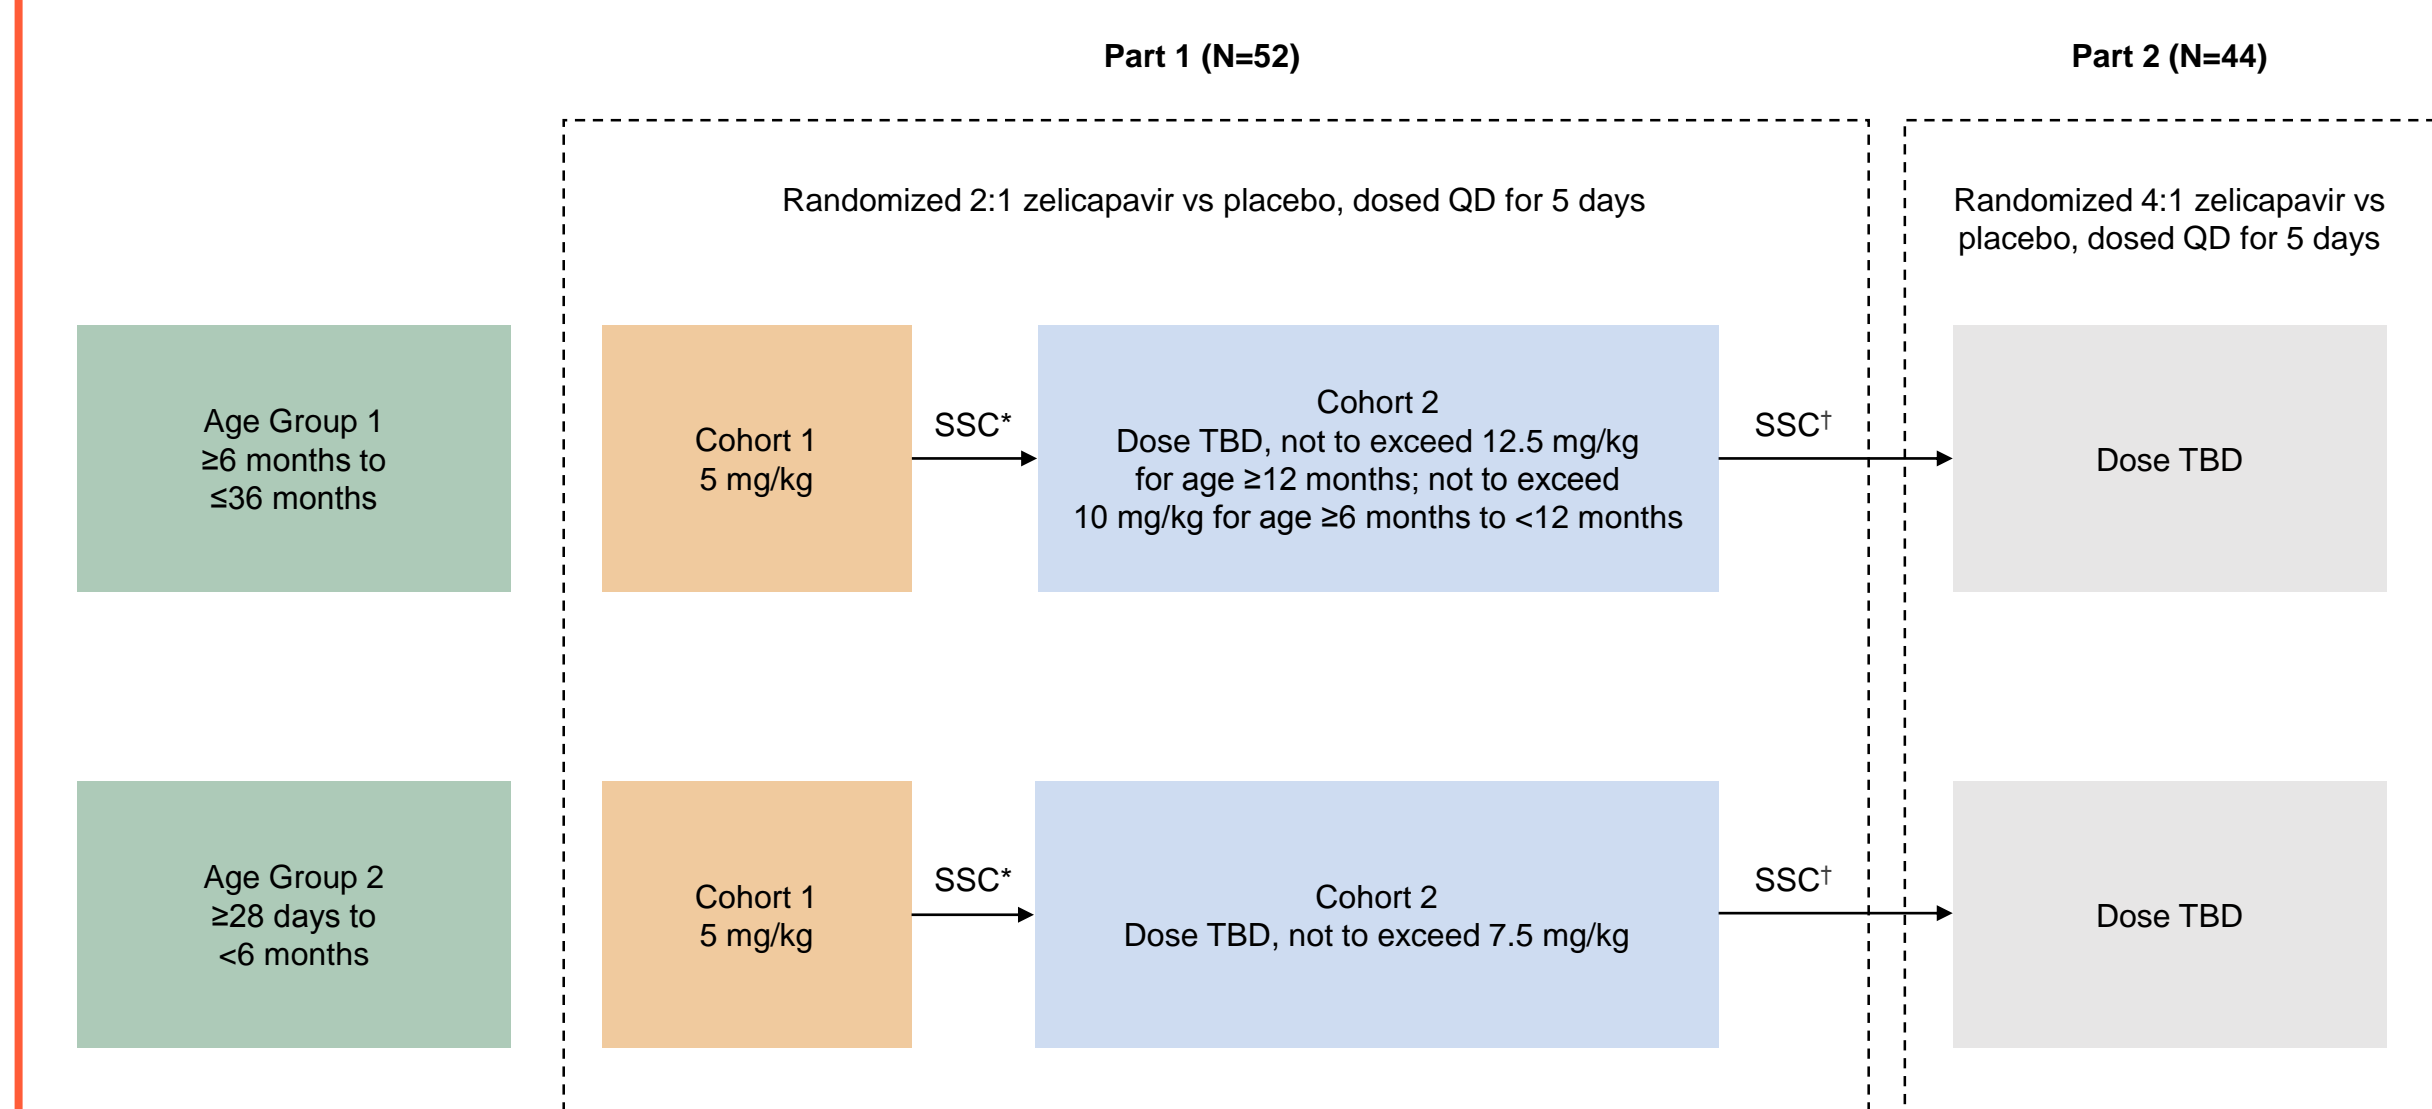 Part 1 (N=52)
Part 2 (N=44)
Randomized 2:1 zelicapavir vs placebo, dosed QD for 5 days
Randomized 4:1 zelicapavir vs
placebo, dosed QD for 5 days
Age Group 1
≥6 months to
≤36 months
Cohort 1
5 mg/kg
SSC*
Cohort 2
Dose TBD, not to exceed 12.5 mg/kg
for age ≥12 months; not to exceed
10 mg/kg for age ≥6 months to <12 months
SSC†
Dose TBD
Age Group 2
≥28 days to
<6 months
Cohort 1
5 mg/kg
SSC*
Cohort 2
Dose TBD, not to exceed 7.5 mg/kg
SSC†
Dose TBD